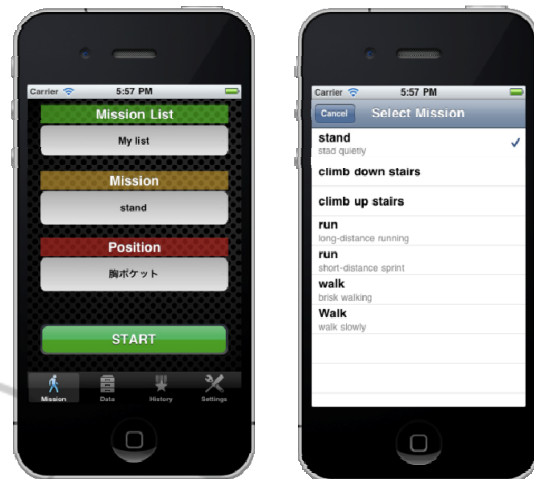 Carrier 5:57 PM
Mission List
My list
Mission
stand
Position
胸ポケット
START
Mission Data History Settings
Carrier 5:57 PM
Cancel Select Mission
stand
stad quietly
climb down stairs
climb up stairs
run
long-distance running
run
short-distance sprint
walk
brisk walking
Walk
walk slowly